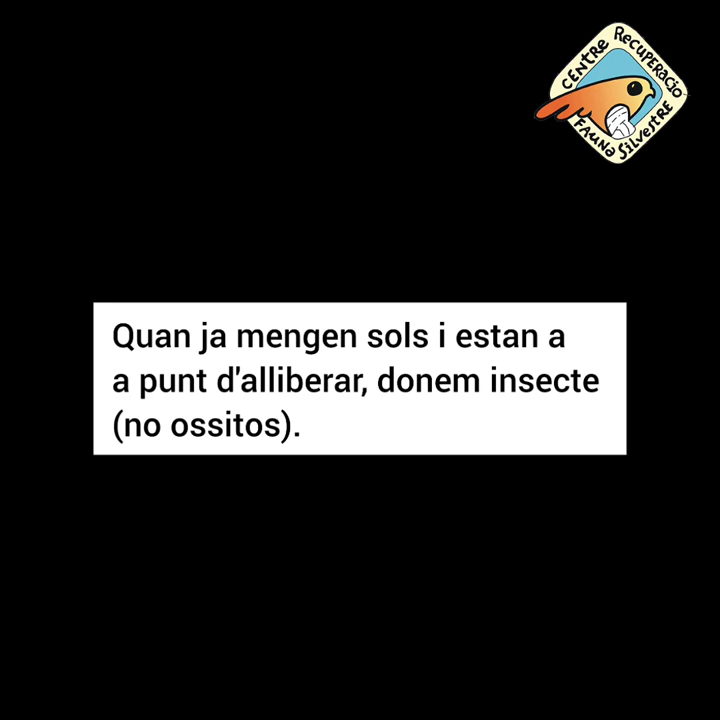 CENTRE RECUPERACIÓ
FAUNA SILVESTRE
Quan ja mengen sols i estan a
a punt d'alliberar, donem insecte
(no ossitos).